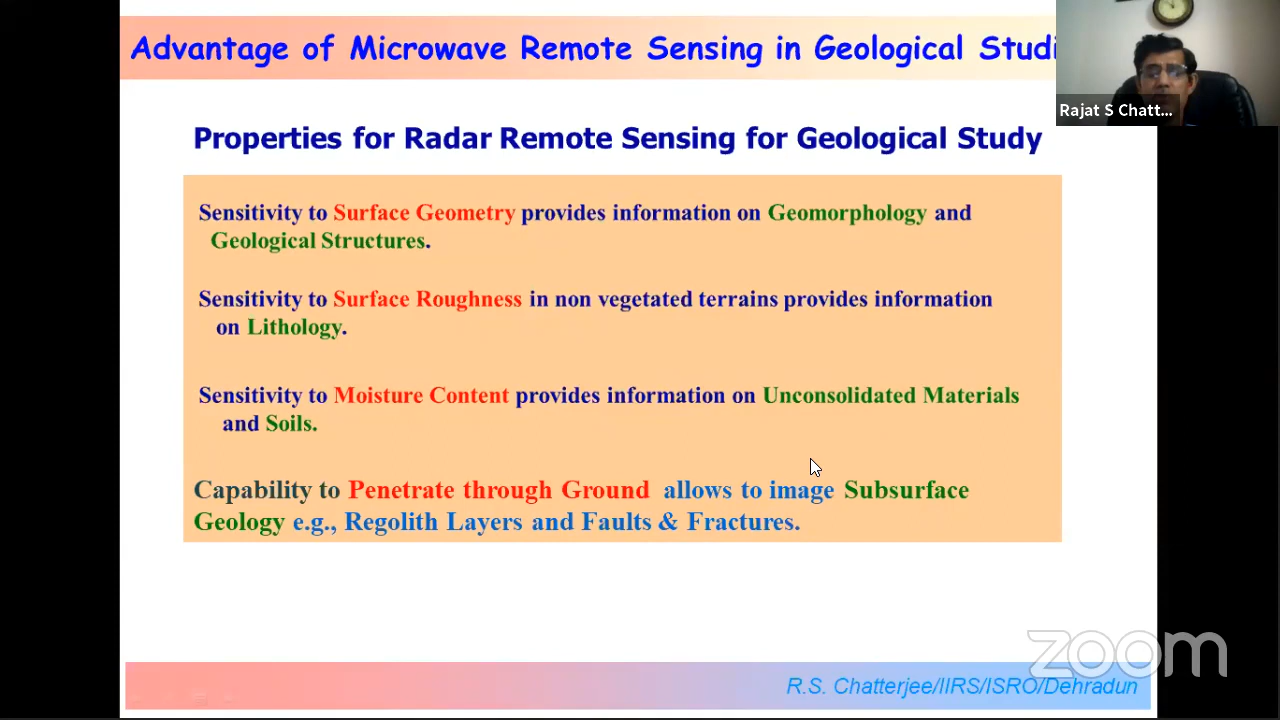 Advantage of Microwave Remote Sensing in Geological Studi
Rajat S Chatt...
Properties for Radar Remote Sensing for Geological Study
Sensitivity to Surface Geometry provides information on Geomorphology and
Geological Structures.
Sensitivity to Surface Roughness in non vegetated terrains provides information
on Lithology.
Sensitivity to Moisture Content provides information on Unconsolidated Materials
and Soils.
Capability to Penetrate through Ground allows to image Subsurface
Geology e.g., Regolith Layers and Faults & Fractures.
zoom
R.S. Chatterjee/IIRS/ISRO/Dehradun